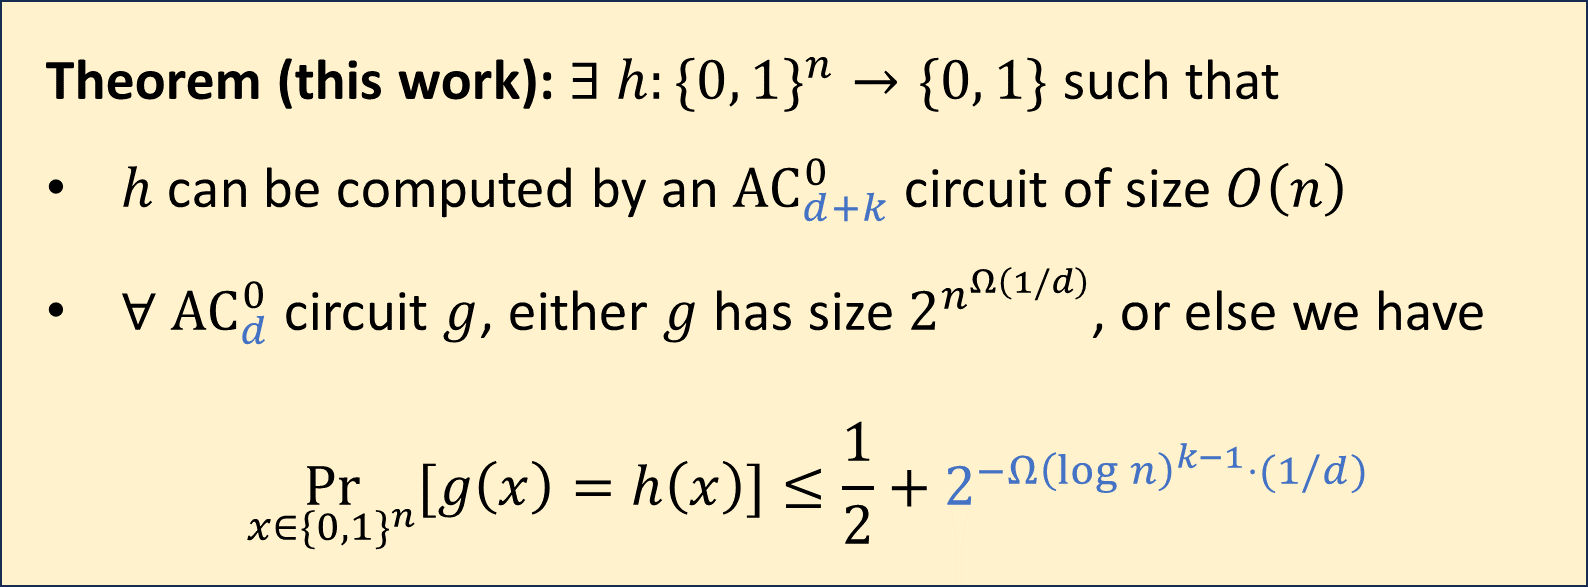 Theorem (this work): ∃ h: {0, 1}ⁿ → {0, 1} such that
• h can be computed by an AC⁰_{d+k} circuit of size O(n)
• ∀ AC⁰_d circuit g, either g has size 2^{n^{Ω(1/d)}}, or else we have
Pr_{x∈{0,1}ⁿ}[g(x) = h(x)] ≤ 1/2 + 2^{−Ω(log n)^{k−1}·(1/d)}